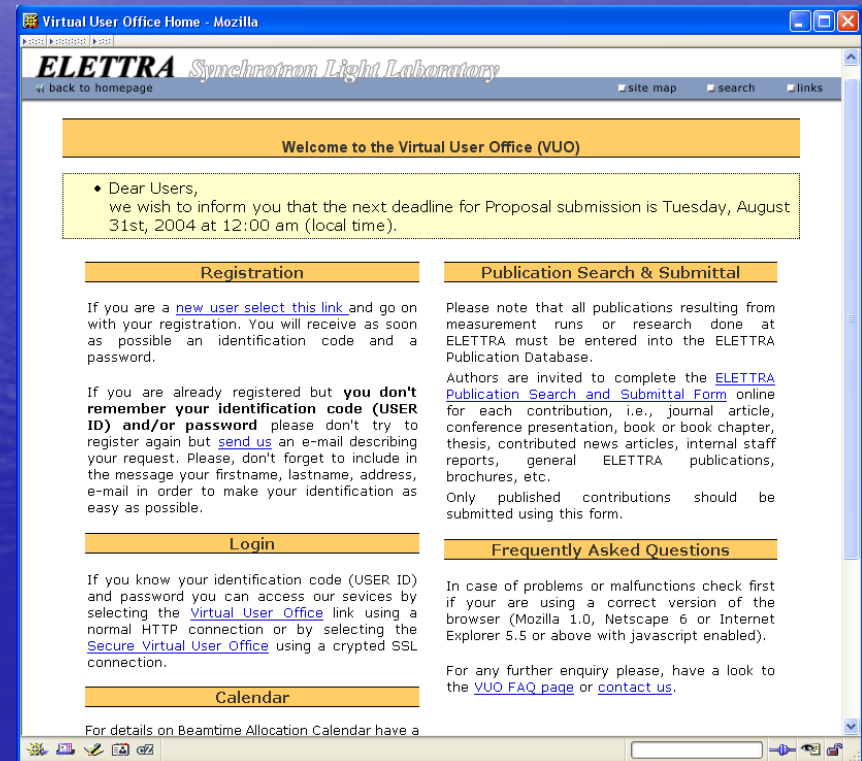 Virtual User Office Home - Mozilla
ELETTRA Synchrotron Light Laboratory
back to homepage
site map search links
Welcome to the Virtual User Office (VUO)
• Dear Users,
we wish to inform you that the next deadline for Proposal submission is Tuesday, August
31st, 2004 at 12:00 am (local time).
Registration
If you are a new user select this link and go on
with your registration. You will receive as soon
as possible an identification code and a
password.
If you are already registered but you don't
remember your identification code (USER
ID) and/or password please don't try to
register again but send us an e-mail describing
your request. Please, don't forget to include in
the message your firstname, lastname, address,
e-mail in order to make your identification as
easy as possible.
Login
If you know your identification code (USER ID)
and password you can access our sevices by
selecting the Virtual User Office link using a
normal HTTP connection or by selecting the
Secure Virtual User Office using a crypted SSL
connection.
Calendar
For details on Beamtime Allocation Calendar have a
Publication Search & Submittal
Please note that all publications resulting from
measurement runs or research done at
ELETTRA must be entered into the ELETTRA
Publication Database.
Authors are invited to complete the ELETTRA
Publication Search and Submittal Form online
for each contribution, i.e., journal article,
conference presentation, book or book chapter,
thesis, contributed news articles, internal staff
reports, general ELETTRA publications,
brochures, etc.
Only published contributions should be
submitted using this form.
Frequently Asked Questions
In case of problems or malfunctions check first
if your are using a correct version of the
browser (Mozilla 1.0, Netscape 6 or Internet
Explorer 5.5 or above with javascript enabled).
For any further enquiry please, have a look to
the VUO FAQ page or contact us.